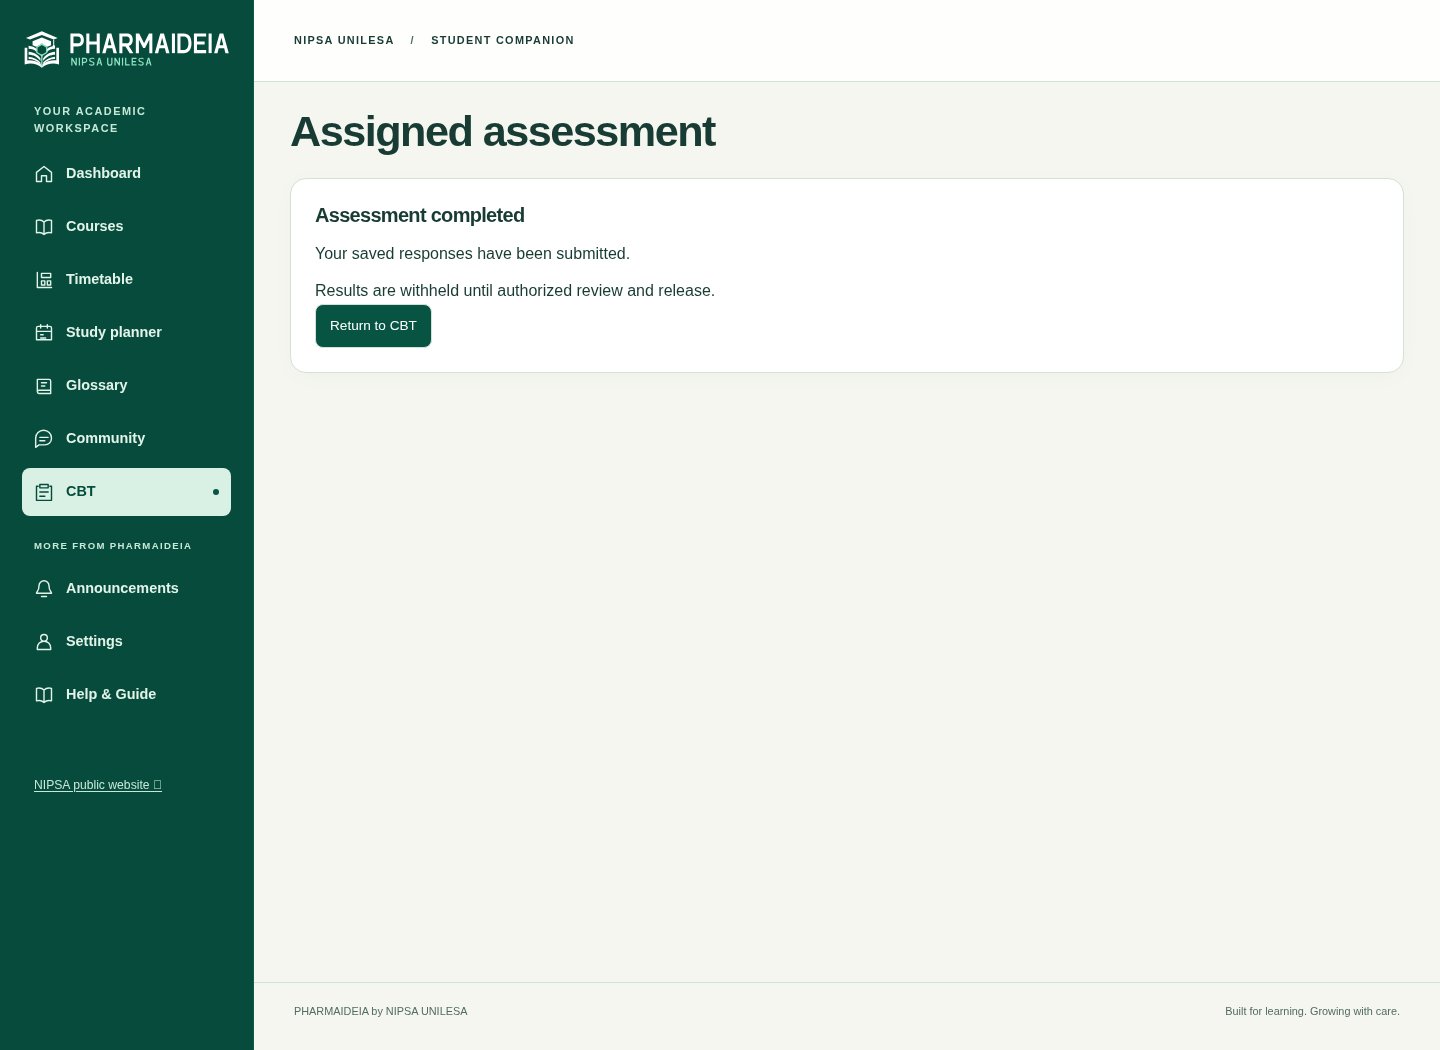 PHARMAIDEIA
NIPSA UNILESA
YOUR ACADEMIC
WORKSPACE
Dashboard
Courses
Timetable
Study planner
Glossary
Community
CBT
MORE FROM PHARMAIDEIA
Announcements
Settings
Help & Guide
NIPSA public website
NIPSA UNILESA / STUDENT COMPANION
Assigned assessment
Assessment completed
Your saved responses have been submitted.
Results are withheld until authorized review and release.
Return to CBT
PHARMAIDEIA by NIPSA UNILESA
Built for learning. Growing with care.